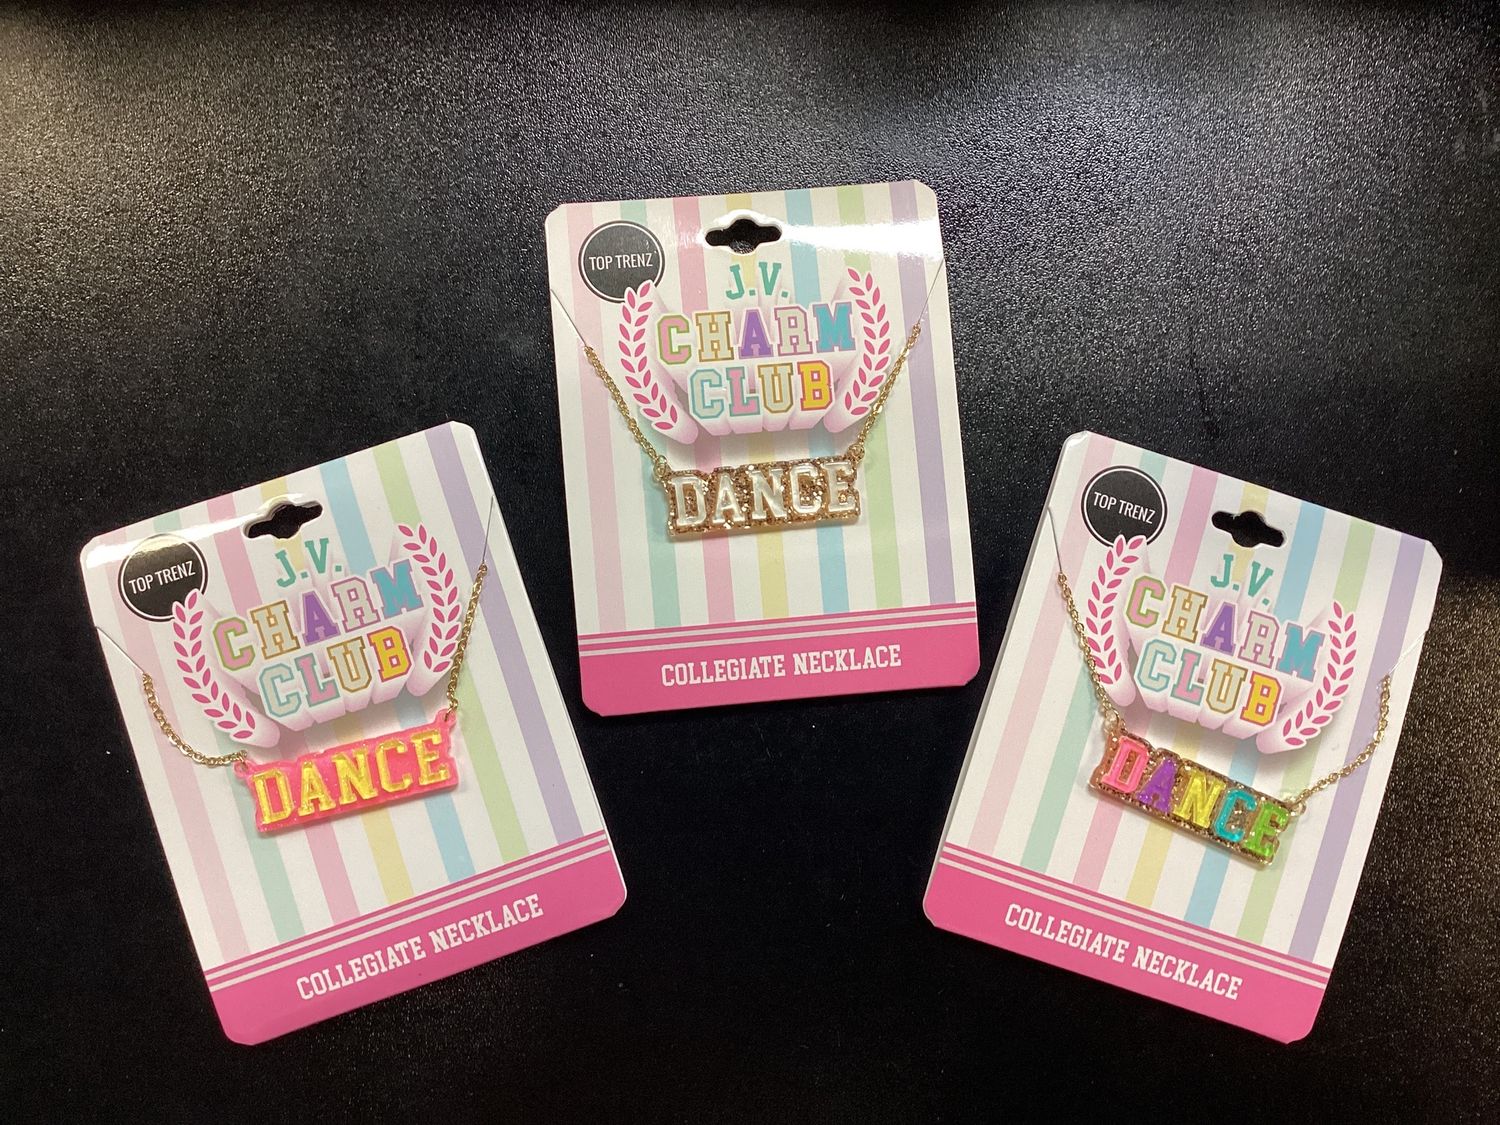 TOP TRENZ
J.V.
CHARM
CLUB
DANCE
COLLEGIATE NECKLACE
TOP TRENZ
J.V.
CHARM
CLUB
DANCE
COLLEGIATE NECKLACE
TOP TRENZ
J.V.
CHARM
CLUB
DANCE
COLLEGIATE NECKLACE